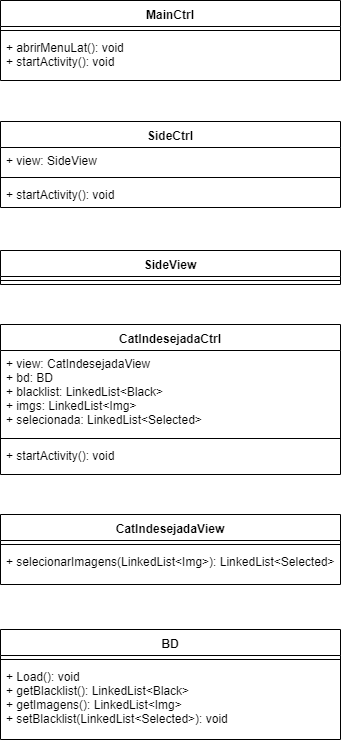 MainCtrl
+ abrirMenuLat(): void
+ startActivity(): void
SideCtrl
+ view: SideView
+ startActivity(): void
SideView
CatIndesejadaCtrl
+ view: CatIndesejadaView
+ bd: BD
+ blacklist: LinkedList<Black>
+ imgs: LinkedList<Img>
+ selecionada: LinkedList<Selected>
+ startActivity(): void
CatIndesejadaView
+ selecionarImagens(LinkedList<Img>): LinkedList<Selected>
BD
+ Load(): void
+ getBlacklist(): LinkedList<Black>
+ getImagens(): LinkedList<Img>
+ setBlacklist(LinkedList<Selected>): void